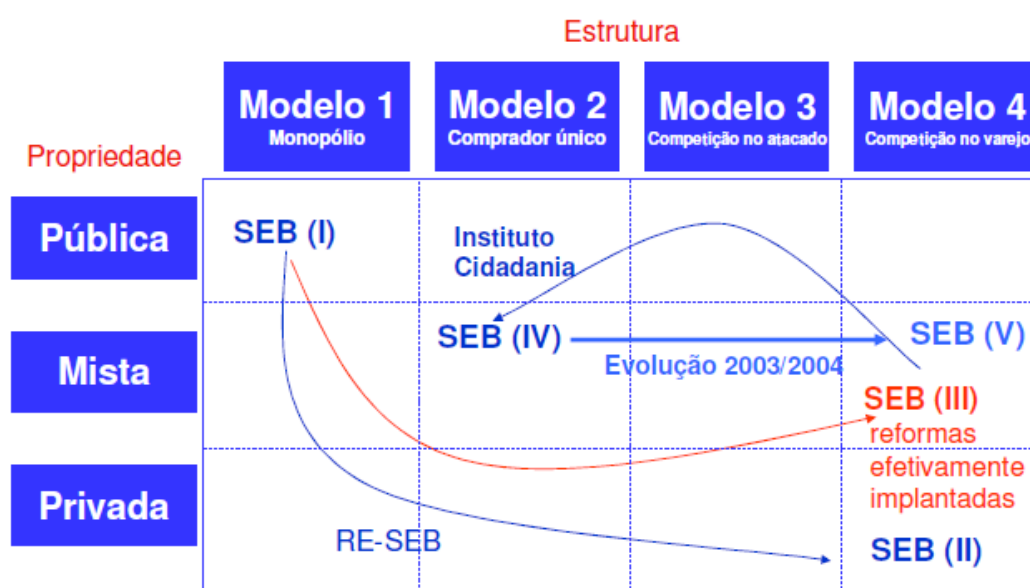 Estrutura
Modelo 1
Monopólio
Modelo 2
Comprador único
Modelo 3
Competição no atacado
Modelo 4
Competição no varejo
Propriedade
Pública
SEB (I)
Instituto
Cidadania
Mista
SEB (IV)
SEB (V)
Evolução 2003/2004
SEB (III)
reformas
efetivamente
implantadas
Privada
RE-SEB
SEB (II)